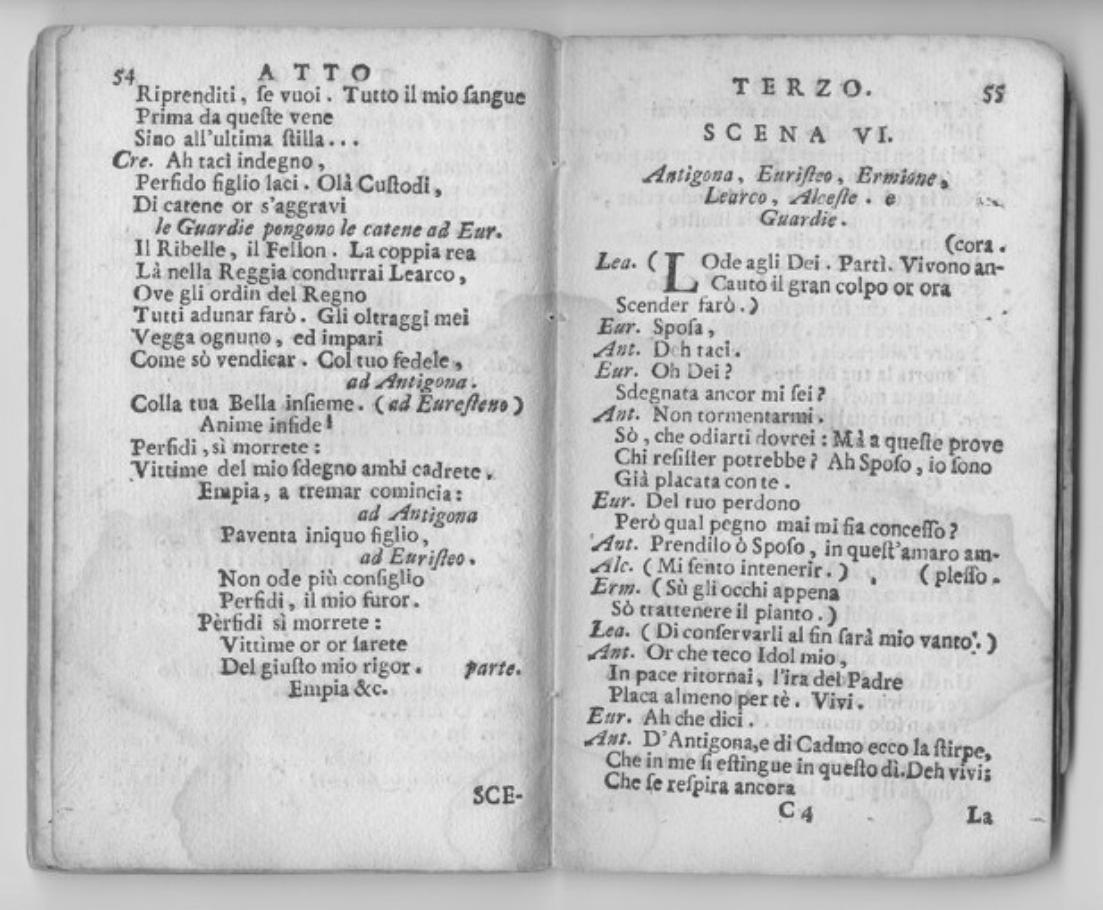 54 ATTO
Riprenditi, ſe vuoi. Tutto il mio ſangue
Prima da queſte vene
Sino all'ultima ſtilla...
Cre. Ah taci indegno,
Perfido figlio laci. Olà Cuſtodi,
Di catene or s'aggravi
le Guardie pongono le catene ad Eur.
Il Ribelle, il Fellon. La coppia rea
Là nella Reggia condurrai Learco,
Ove gli ordin del Regno
Tutti adunar farò. Gli oltraggi mei
Vegga ognuno, ed impari
Come sò vendicar. Col tuo fedele,
ad Antigona.
Colla tua Bella inſieme. (ad Eureſteno)
Anime infide!
Perfidi, sì morrete:
Vittime del mio ſdegno ambi cadrete.
Empia, a tremar comincia:
ad Antigona
Paventa iniquo figlio,
ad Euriſteo.
Non ode più conſiglio
Perfidi, il mio furor.
Pèrfidi sì morrete:
Vittime or or ſarete
Del giuſto mio rigor. parte.
Empia &c.
SCE-
TERZO. 55
SCENA VI.
Antigona, Euriſteo, Ermione,
Learco, Alceſte. e
Guardie.
(cora.
Lea. (LOde agli Dei. Partì. Vivono an-
Cauto il gran colpo or ora
Scender farò.)
Eur. Spoſa,
Ant. Deh taci.
Eur. Oh Dei?
Sdegnata ancor mi ſei?
Ant. Non tormentarmi.
Sò, che odiarti dovrei: Mà a queſte prove
Chi reſiſter potrebbe? Ah Spoſo, io ſono
Già placata con te.
Eur. Del tuo perdono
Però qual pegno mai mi fia conceſſo?
Ant. Prendilo ò Spoſo, in queſt'amaro am-
Alc. (Mi ſento intenerir.) (pleſſo.
Erm. (Sù gli occhi appena
Sò trattenere il pianto.)
Lea. (Di conſervarli al fin ſarà mio vanto.)
Ant. Or che teco Idol mio,
In pace ritornai, l'ira del Padre
Placa almeno per tè. Vivi.
Eur. Ah che dici.
Ant. D'Antigona, e di Cadmo ecco la ſtirpe,
Che in me ſi eſtingue in queſto dì. Deh vivi;
Che ſe reſpira ancora
C 4 La